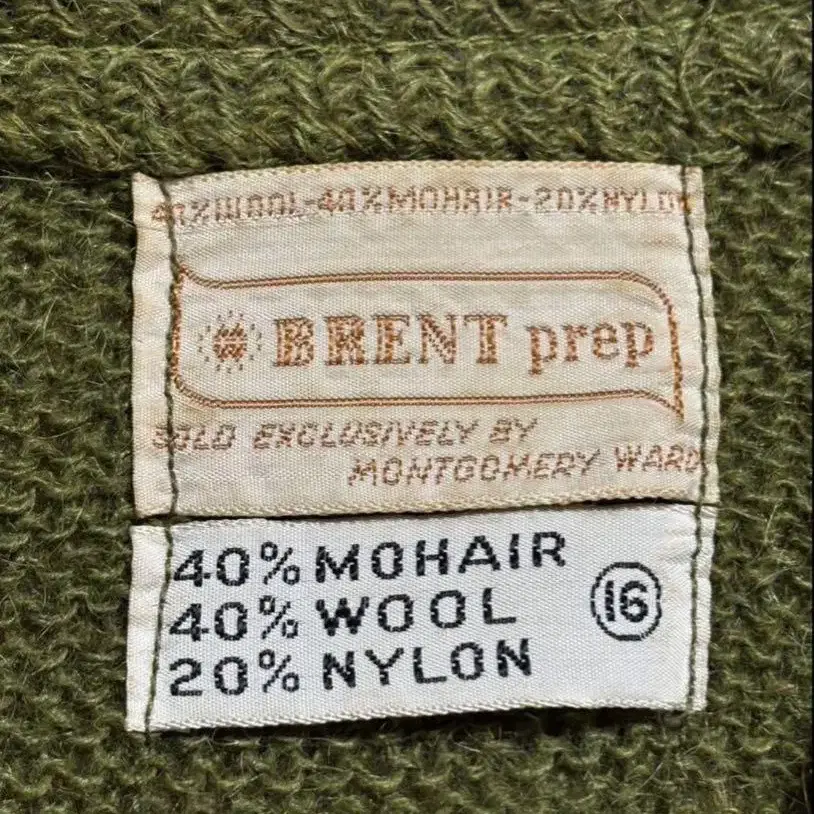 40%WOOL-40%MOHAIR-20%NYLON
W BRENT prep
SOLD EXCLUSIVELY BY
MONTGOMERY WARD
40% MOHAIR
40% WOOL 16
20% NYLON